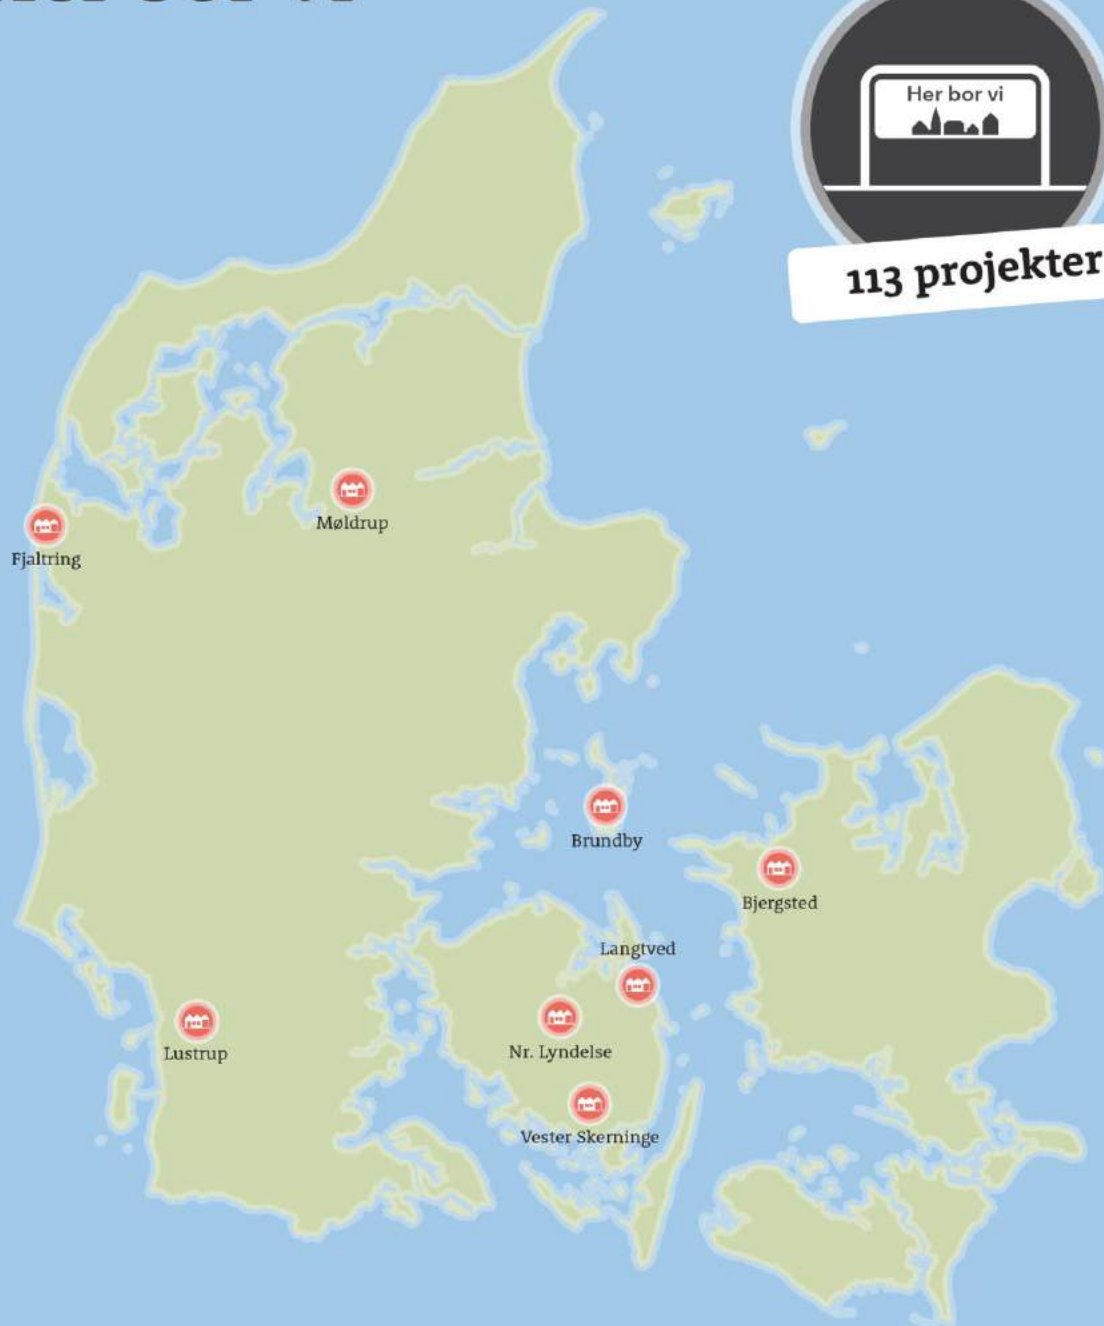 Her bor vi
113 projekter
Møldrup
Fjaltring
Brundby
Bjergsted
Langtved
Nr. Lyndelse
Lustrup
Vester Skerninge